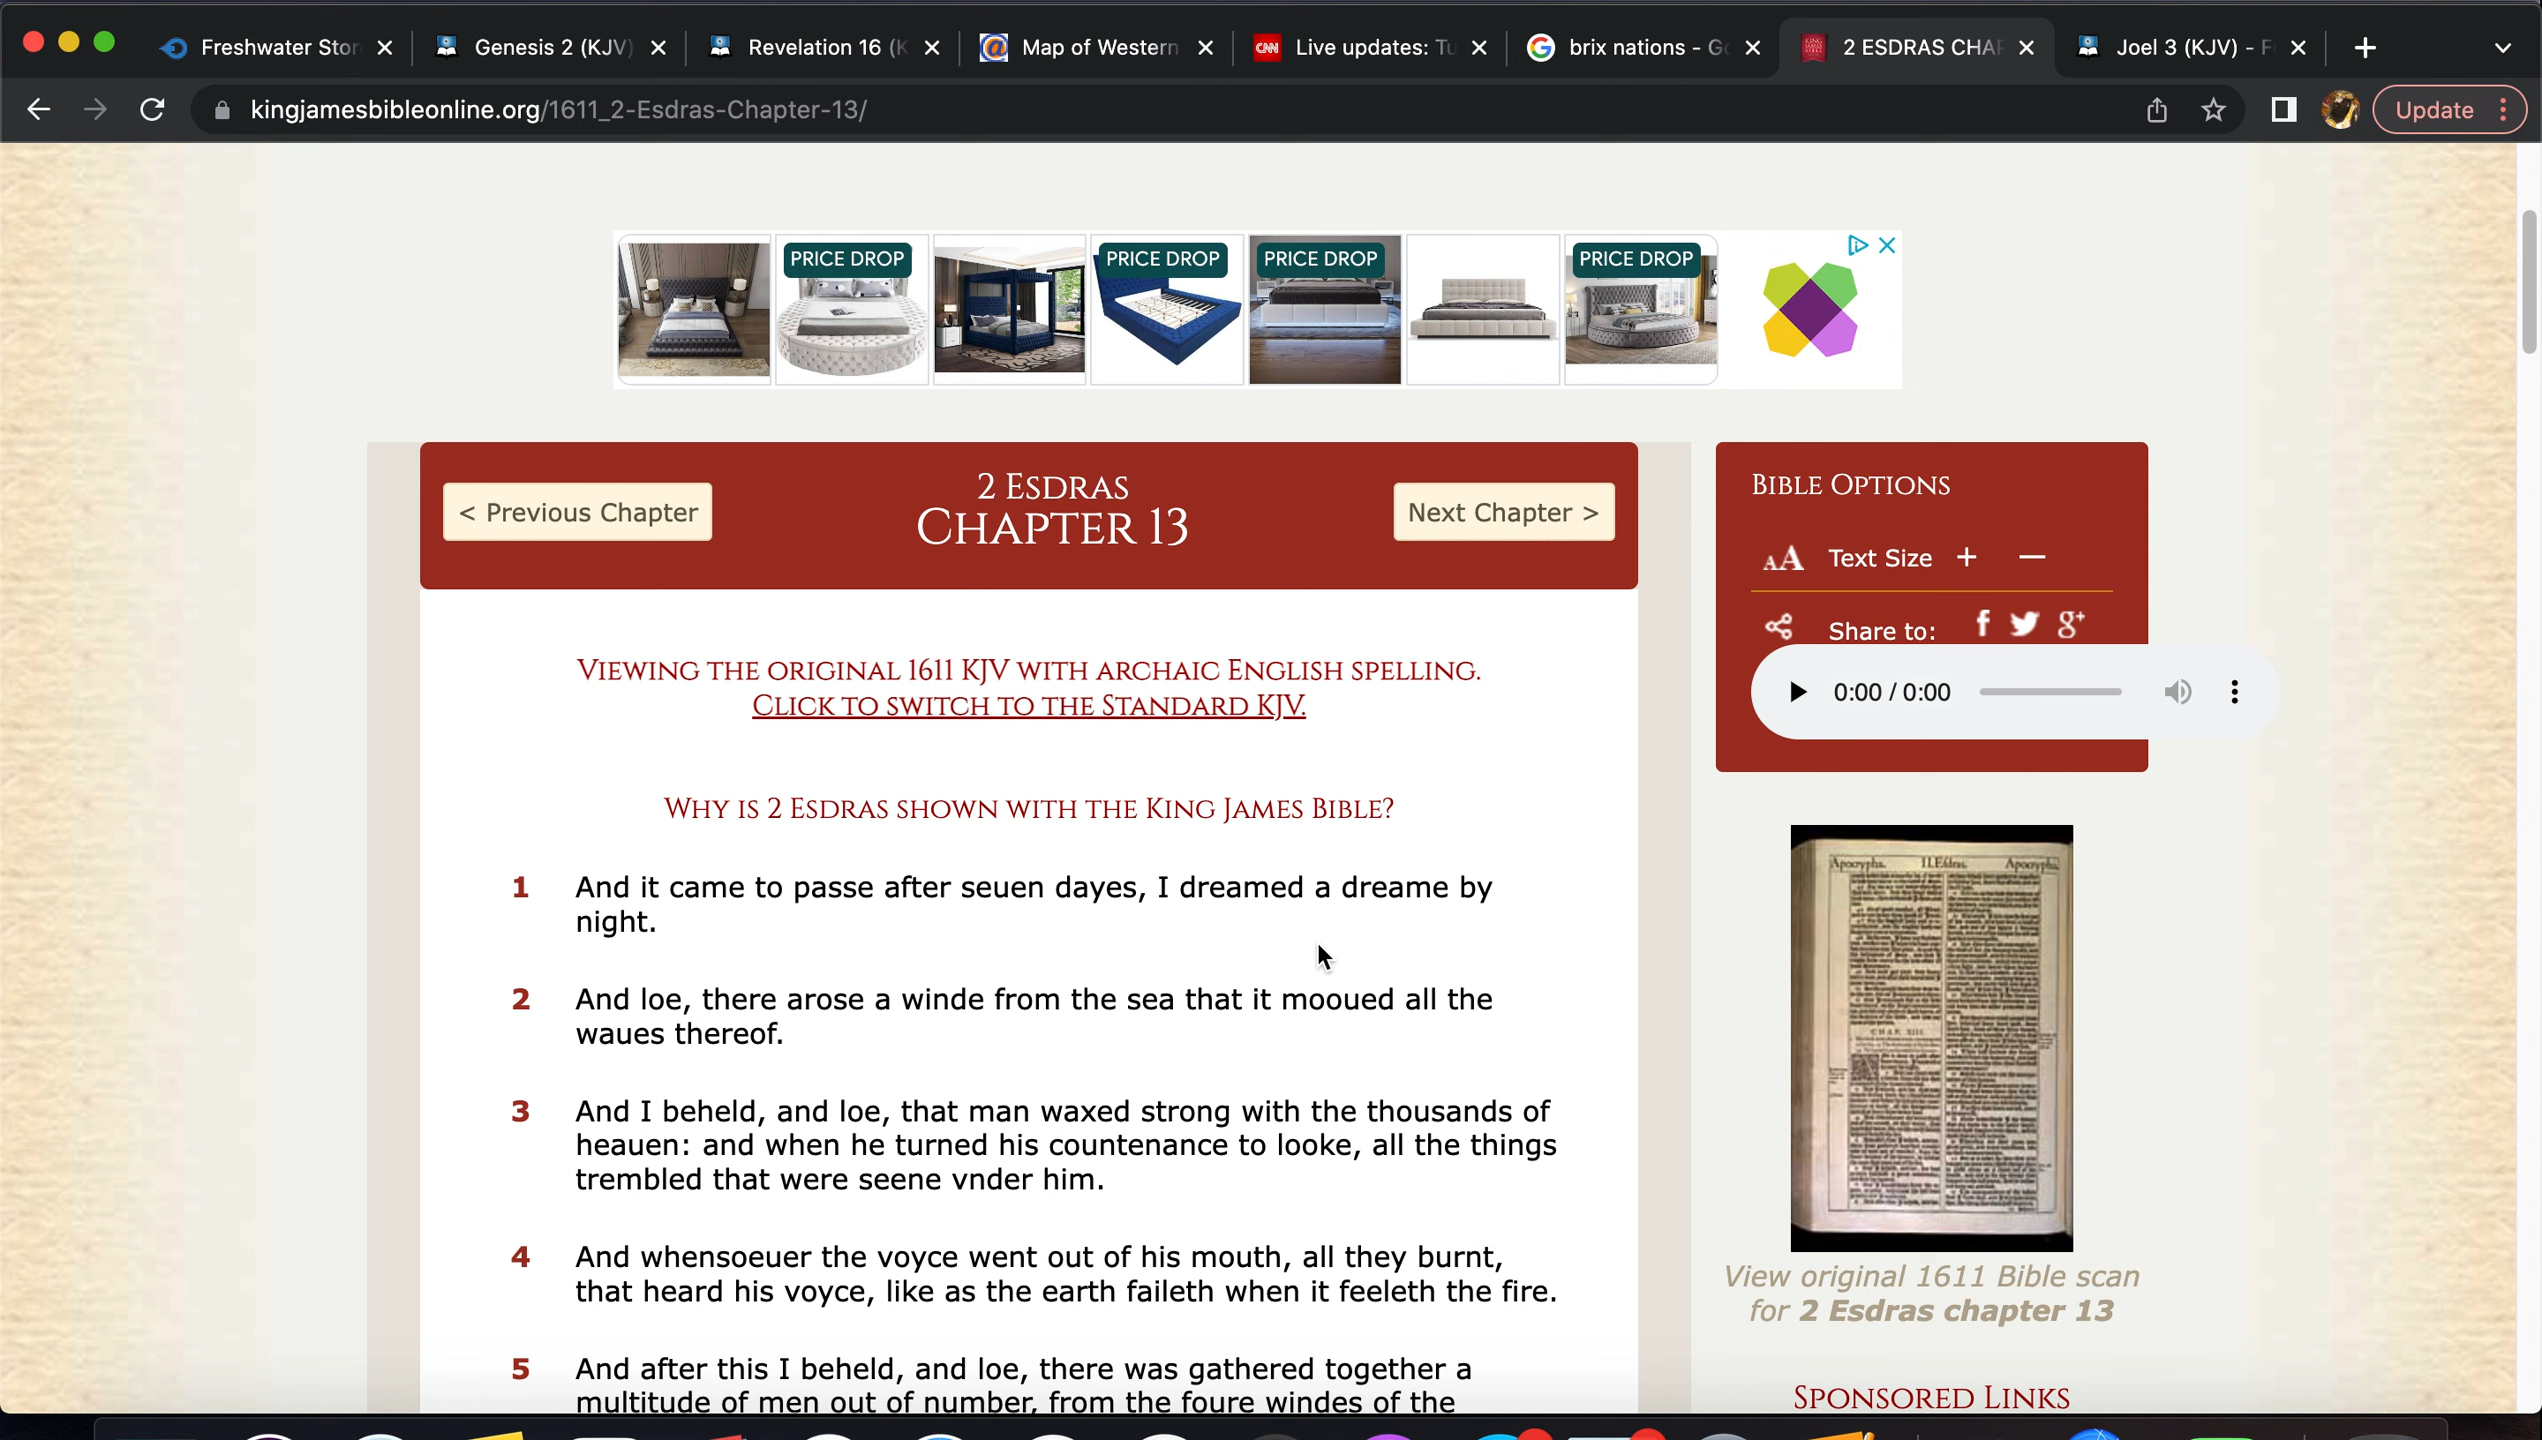 Freshwater Stor
Genesis 2 (KJV)
Revelation 16 (K
Map of Western
CNN
Live updates: Tu
brix nations - Go
2 ESDRAS CHAP
Joel 3 (KJV) - F
kingjamesbibleonline.org/1611_2-Esdras-Chapter-13/
Update
PRICE DROP
PRICE DROP
PRICE DROP
PRICE DROP
< Previous Chapter
2 Esdras
Chapter 13
Next Chapter >
Viewing the original 1611 KJV with archaic English spelling.
Click to switch to the Standard KJV.
Why is 2 Esdras shown with the King James Bible?
1 And it came to passe after seuen dayes, I dreamed a dreame by
night.
2 And loe, there arose a winde from the sea that it mooued all the
waues thereof.
3 And I beheld, and loe, that man waxed strong with the thousands of
heauen: and when he turned his countenance to looke, all the things
trembled that were seene vnder him.
4 And whensoeuer the voyce went out of his mouth, all they burnt,
that heard his voyce, like as the earth faileth when it feeleth the fire.
5 And after this I beheld, and loe, there was gathered together a
multitude of men out of number, from the foure windes of the
Bible Options
AA Text Size + −
Share to: f g+
0:00 / 0:00
Apocrypha. II.Esdras. Apocrypha.
CHAP. XIII.
View original 1611 Bible scan
for 2 Esdras chapter 13
Sponsored Links